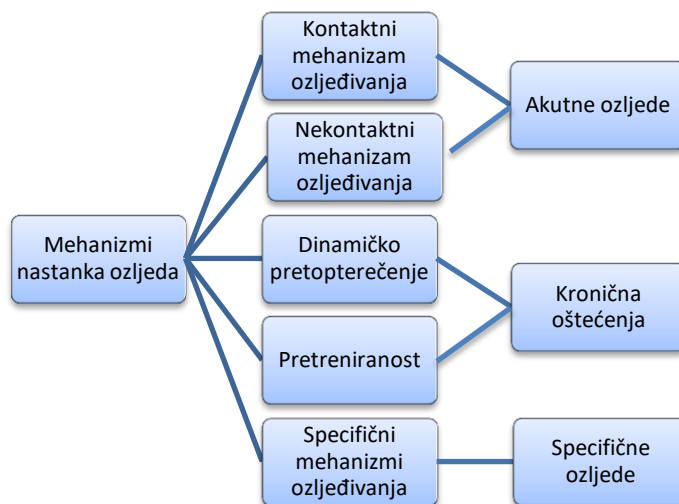 Mehanizmi
nastanka ozljeda
Kontaktni
mehanizam
ozljeđivanja
Nekontaktni
mehanizam
ozljeđivanja
Dinamičko
pretopterečenje
Pretreniranost
Specifični
mehanizmi
ozljeđivanja
Akutne ozljede
Kronična
oštećenja
Specifične
ozljede